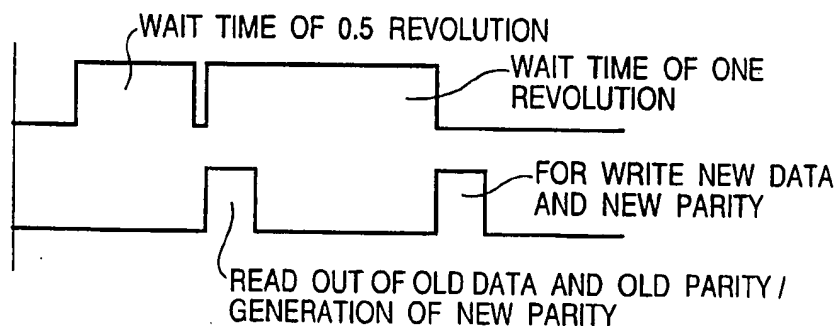 WAIT TIME OF 0.5 REVOLUTION
WAIT TIME OF ONE
REVOLUTION
FOR WRITE NEW DATA
AND NEW PARITY
READ OUT OF OLD DATA AND OLD PARITY /
GENERATION OF NEW PARITY